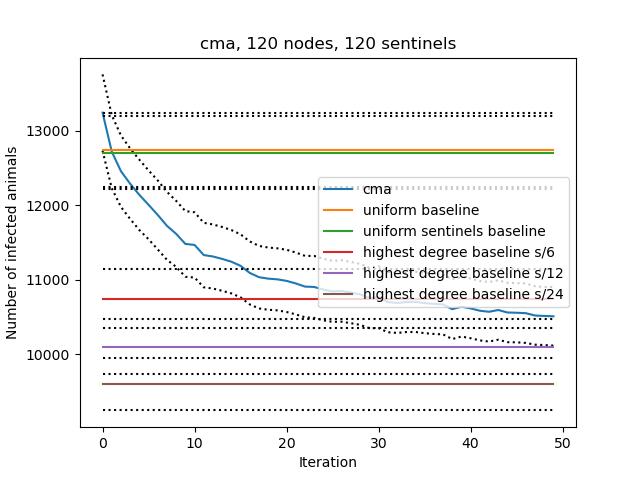 cma, 120 nodes, 120 sentinels
Number of infected animals
13000
12000
11000
10000
cma
uniform baseline
uniform sentinels baseline
highest degree baseline s/6
highest degree baseline s/12
highest degree baseline s/24
0 10 20 30 40 50
Iteration